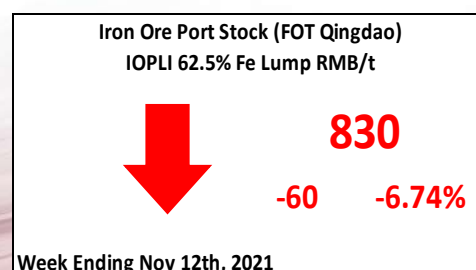 Iron Ore Port Stock (FOT Qingdao)
IOPLI 62.5% Fe Lump RMB/t
830
-60 -6.74%
Week Ending Nov 12th, 2021